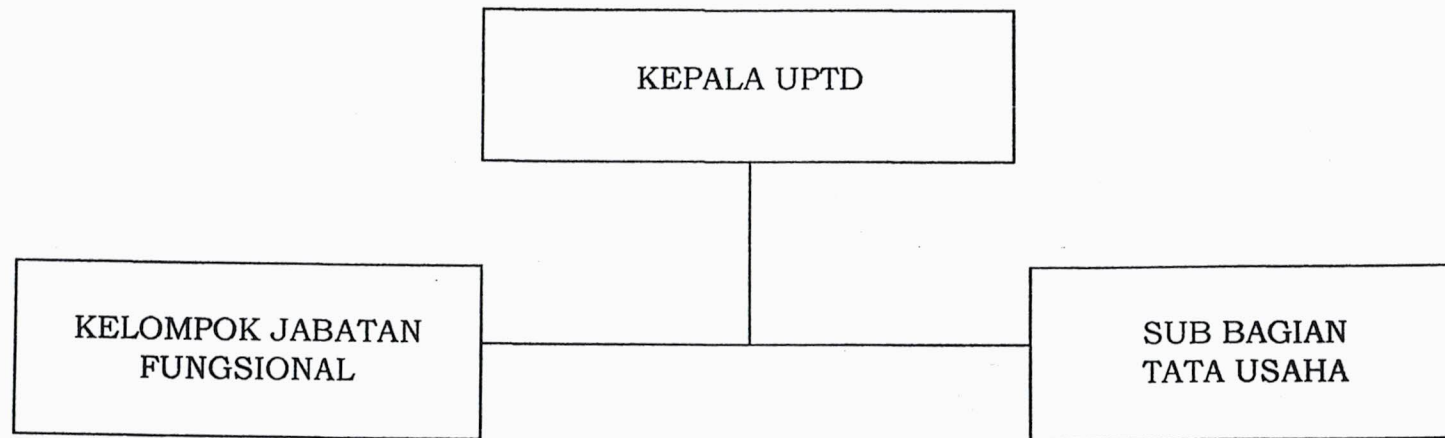 KEPALA UPTD
KELOMPOK JABATAN
FUNGSIONAL
SUB BAGIAN
TATA USAHA